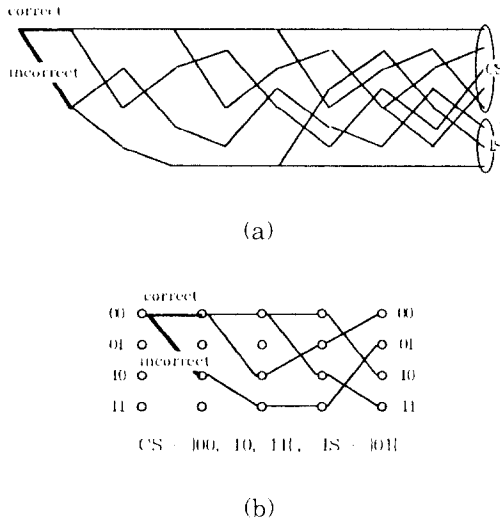 correct
incorrect
CS
IS
(a)
correct
00 00
01 01
incorrect
10 10
11 11
CS = {00, 10, 11}, IS = {01}
(b)